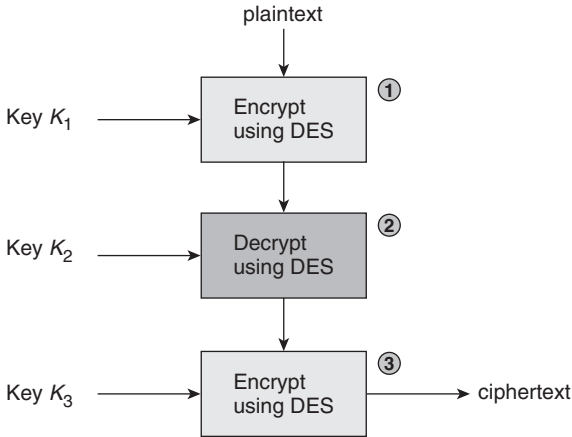 plaintext
1
Key K1
Encrypt
using DES
2
Key K2
Decrypt
using DES
3
Key K3
Encrypt
using DES
ciphertext